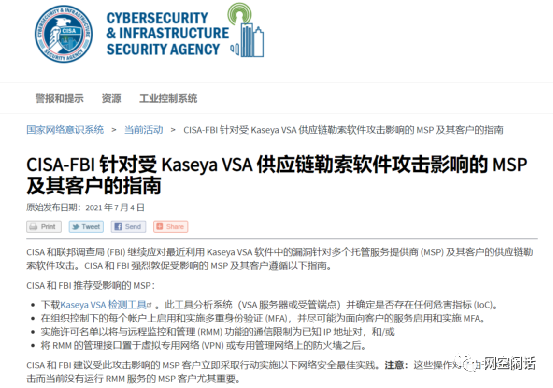 CISA
CYBERSECURITY
& INFRASTRUCTURE
SECURITY AGENCY
警报和提示 资源 工业控制系统
国家网络意识系统 > 当前活动 > CISA-FBI 针对受 Kaseya VSA 供应链勒索软件攻击影响的 MSP 及其客户的指南
CISA-FBI 针对受 Kaseya VSA 供应链勒索软件攻击影响的 MSP
及其客户的指南
原始发布日期：2021 年 7 月 4 日
Print Tweet Send Share
CISA 和联邦调查局 (FBI) 继续应对最近利用 Kaseya VSA 软件中的漏洞针对多个托管服务提供商 (MSP) 及其客户的供应链勒
索软件攻击。CISA 和 FBI 强烈敦促受影响的 MSP 及其客户遵循以下指南。
CISA 和 FBI 推荐受影响的 MSP：
• 下载Kaseya VSA 检测工具。此工具分析系统（VSA 服务器或受管端点）并确定是否存在任何危害指标 (IoC)。
• 在组织控制下的每个帐户上启用和实施多重身份验证 (MFA)，并尽可能为面向客户的服务启用和实施 MFA。
• 实施许可名单以将与远程监控和管理 (RMM) 功能的通信限制为已知 IP 地址对，和/或
• 将 RMM 的管理接口置于虚拟专用网络 (VPN) 或专用管理网络上的防火墙之后。
CISA 和 FBI 建议受此攻击影响的 MSP 客户立即采取行动实施以下网络安全最佳实践。注意：这些操作对
击而当前没有运行 RMM 服务的 MSP 客户尤其重要。
网空闲话